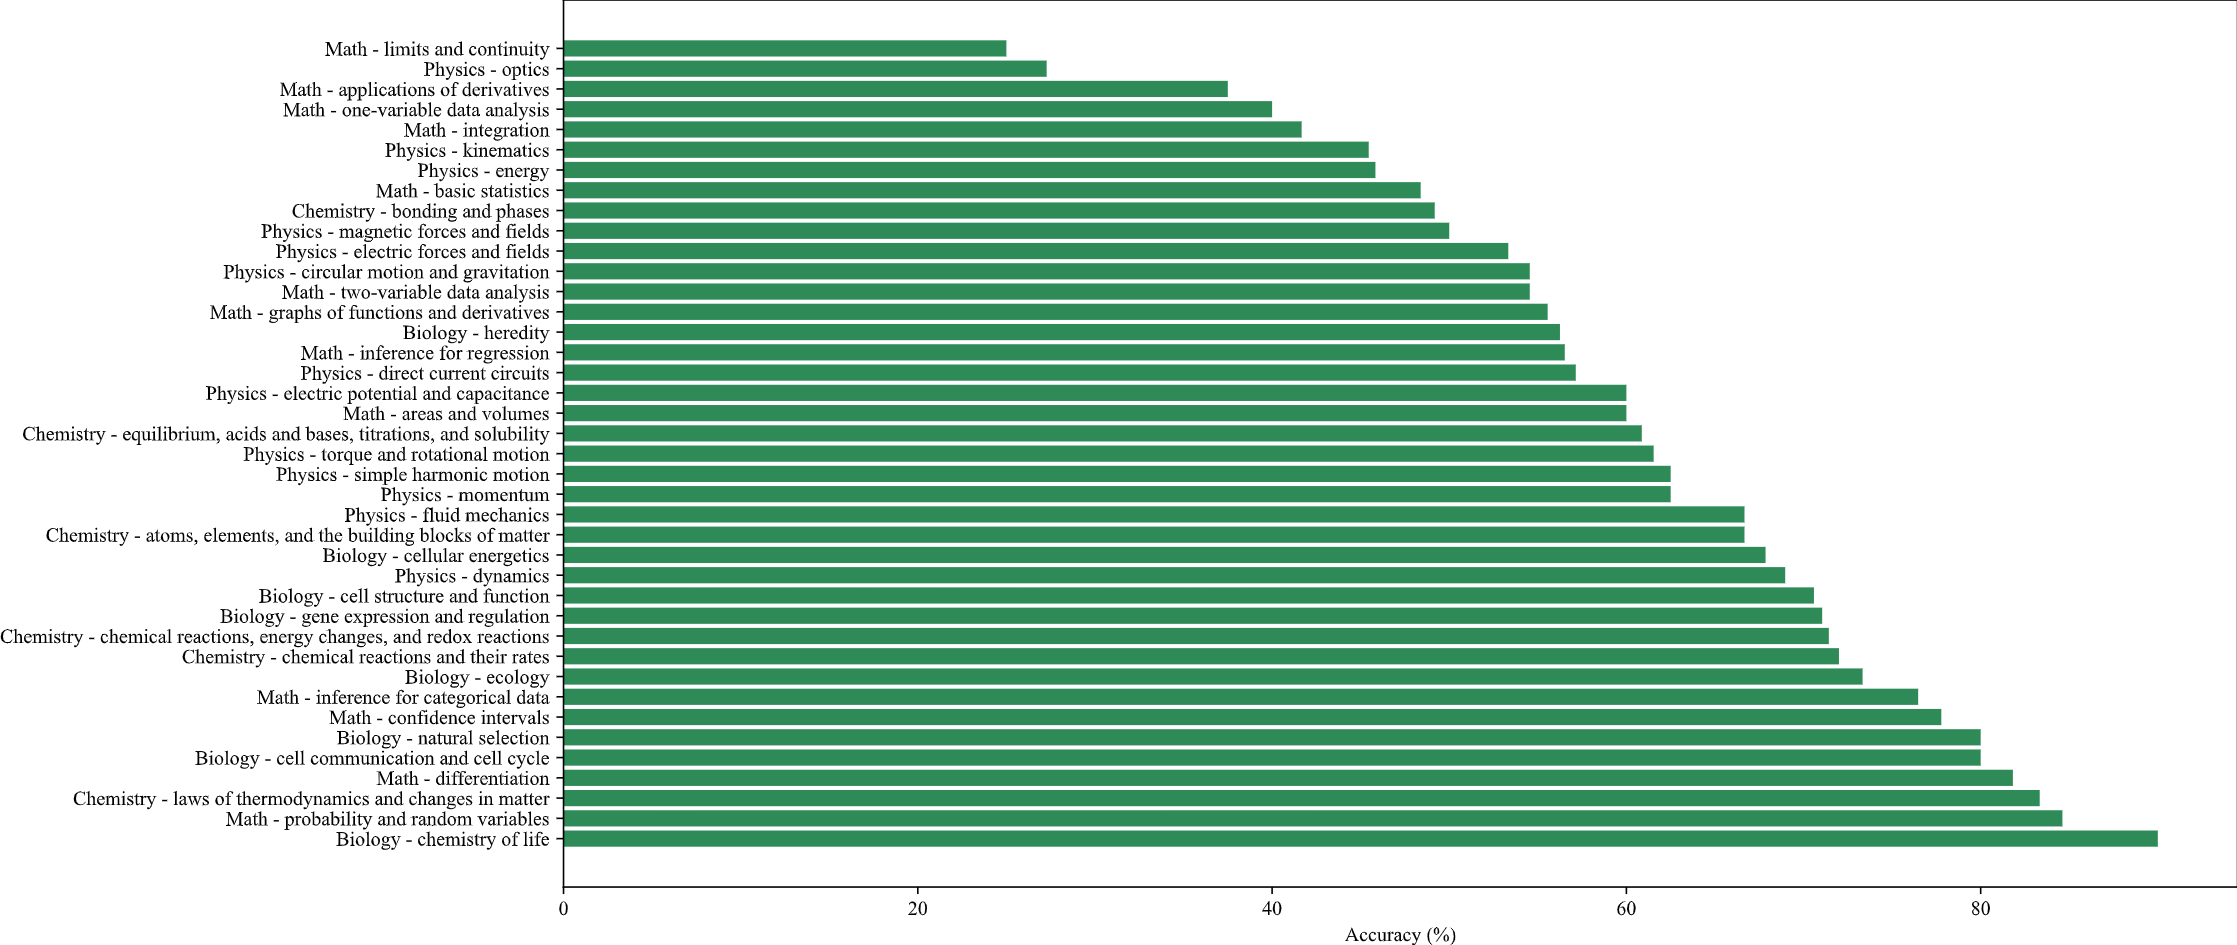 Math - limits and continuity
Physics - optics
Math - applications of derivatives
Math - one-variable data analysis
Math - integration
Physics - kinematics
Physics - energy
Math - basic statistics
Chemistry - bonding and phases
Physics - magnetic forces and fields
Physics - electric forces and fields
Physics - circular motion and gravitation
Math - two-variable data analysis
Math - graphs of functions and derivatives
Biology - heredity
Math - inference for regression
Physics - direct current circuits
Physics - electric potential and capacitance
Math - areas and volumes
Chemistry - equilibrium, acids and bases, titrations, and solubility
Physics - torque and rotational motion
Physics - simple harmonic motion
Physics - momentum
Physics - fluid mechanics
Chemistry - atoms, elements, and the building blocks of matter
Biology - cellular energetics
Physics - dynamics
Biology - cell structure and function
Biology - gene expression and regulation
Chemistry - chemical reactions, energy changes, and redox reactions
Chemistry - chemical reactions and their rates
Biology - ecology
Math - inference for categorical data
Math - confidence intervals
Biology - natural selection
Biology - cell communication and cell cycle
Math - differentiation
Chemistry - laws of thermodynamics and changes in matter
Math - probability and random variables
Biology - chemistry of life
0 20 40 60 80
Accuracy (%)